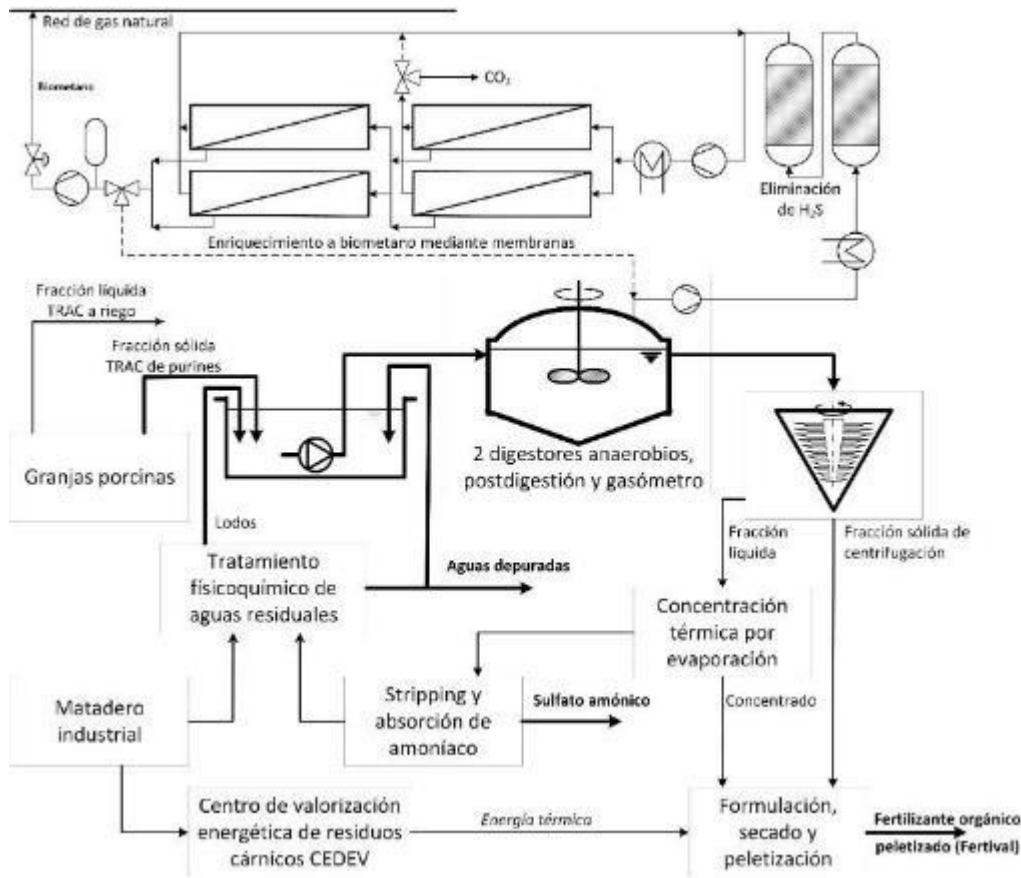 Red de gas natural
Biometano
CO₂
Eliminación
de H₂S
Enriquecimiento a biometano mediante membranas
Fracción líquida
TRAC a riego
Fracción sólida
TRAC de purines
Granjas porcinas
2 digestores anaerobios,
postdigestión y gasómetro
Lodos
Fracción
líquida
Fracción sólida de
centrifugación
Tratamiento
fisicoquímico de
aguas residuales
Aguas depuradas
Concentración
térmica por
evaporación
Matadero
industrial
Stripping y
absorción de
amoníaco
Sulfato amónico
Concentrado
Centro de valorización
energética de residuos
cárnicos CEDEV
Energía térmica
Formulación,
secado y
peletización
Fertilizante orgánico
peletizado (Fertival)